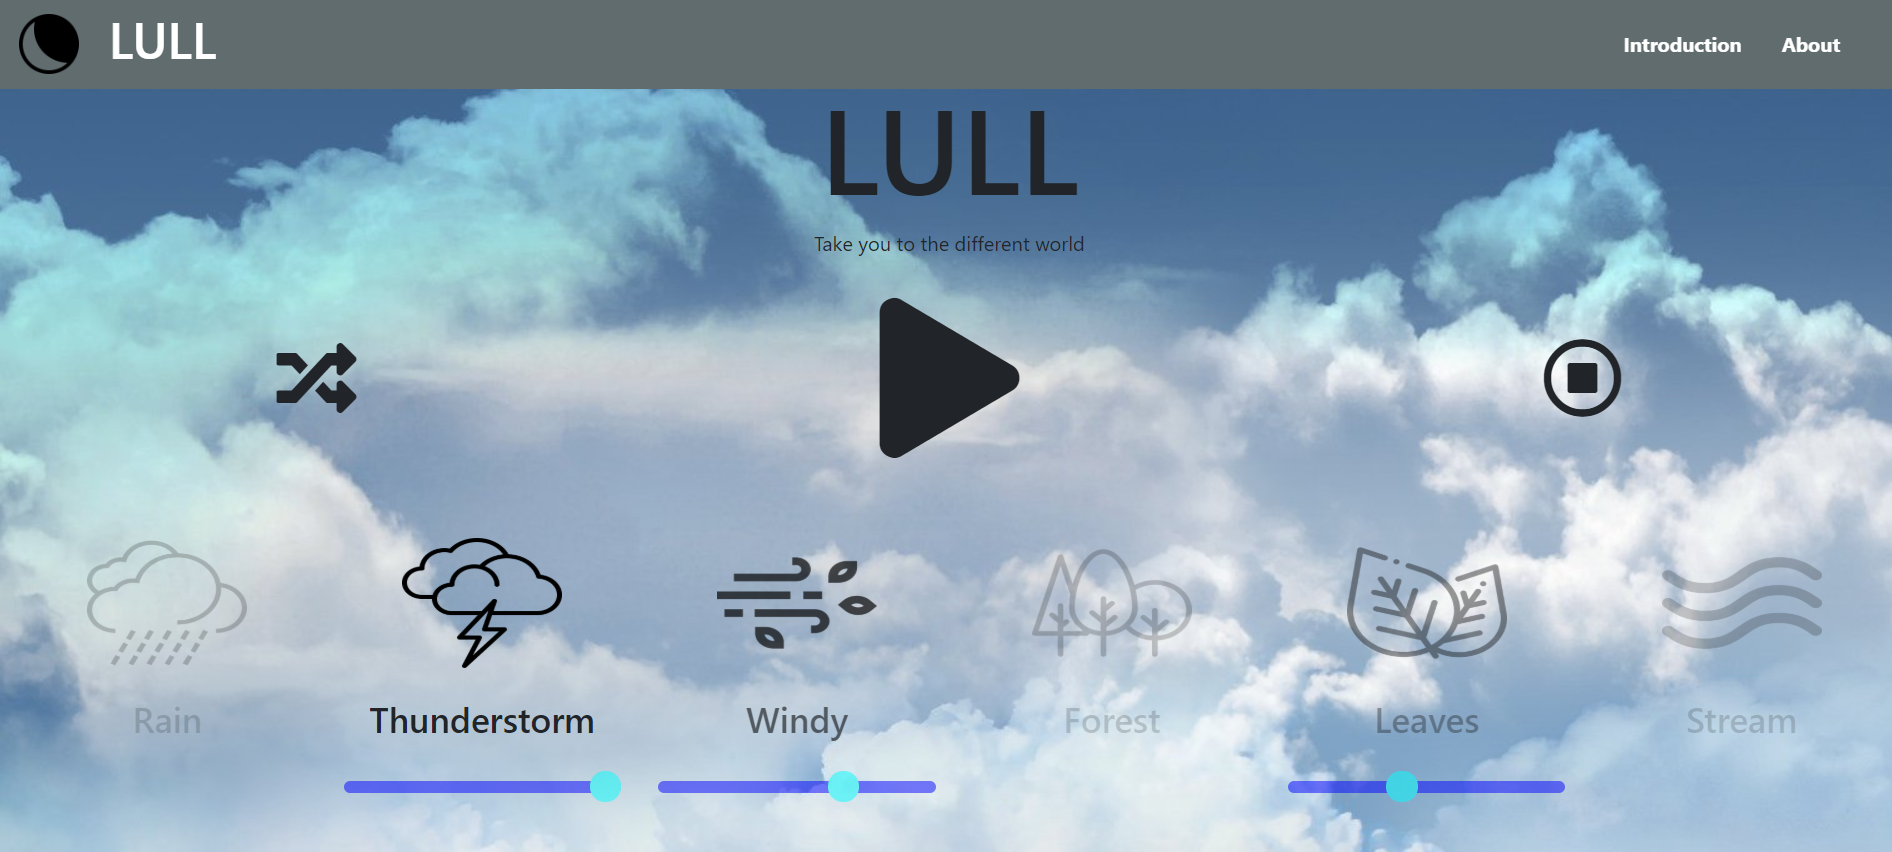 LULL
Introduction
About
LULL
Take you to the different world
Rain
Thunderstorm
Windy
Forest
Leaves
Stream